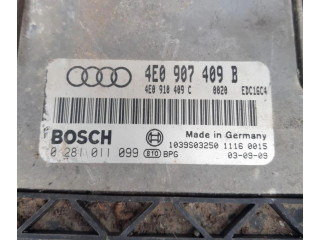 4E0 907 409 B
4E0 910 409 C 0020 EDC16C4
BOSCH
Made in Germany
1039S03250 1116 0015
0 281 011 099 BPG 03-09-09